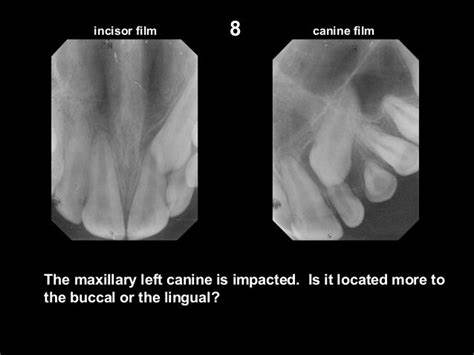 incisor film 8 canine film
The maxillary left canine is impacted. Is it located more to
the buccal or the lingual?